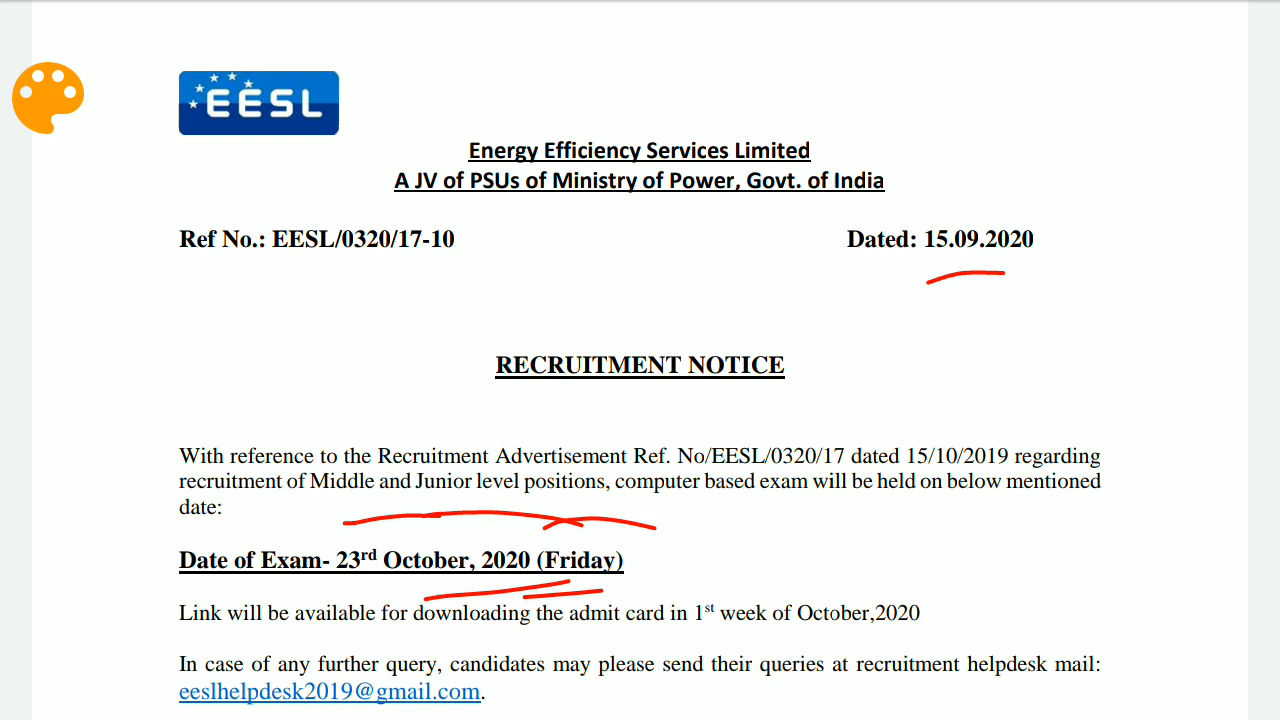 EESL
Energy Efficiency Services Limited
A JV of PSUs of Ministry of Power, Govt. of India
Ref No.: EESL/0320/17-10 Dated: 15.09.2020
RECRUITMENT NOTICE
With reference to the Recruitment Advertisement Ref. No/EESL/0320/17 dated 15/10/2019 regarding
recruitment of Middle and Junior level positions, computer based exam will be held on below mentioned
date:
Date of Exam- 23rd October, 2020 (Friday)
Link will be available for downloading the admit card in 1st week of October,2020
In case of any further query, candidates may please send their queries at recruitment helpdesk mail:
eeslhelpdesk2019@gmail.com.